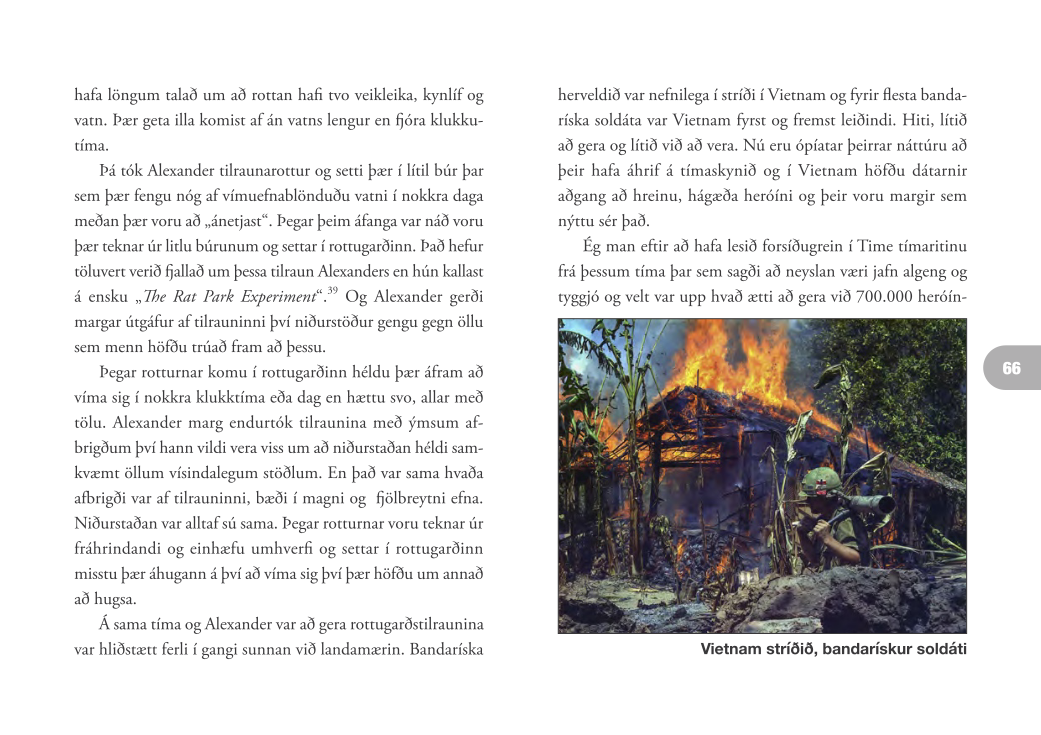 hafa löngum talað um að rottan hafi tvo veikleika, kynlíf og
vatn. Þær geta illa komist af án vatns lengur en fjóra klukku-
tíma.
Þá tók Alexander tilraunarottur og setti þær í lítil búr þar
sem þær fengu nóg af vímuefnablönduðu vatni í nokkra daga
meðan þær voru að „ánetjast“. Þegar þeim áfanga var náð voru
þær teknar úr litlu búrunum og settar í rottugarðinn. Það hefur
töluvert verið fjallað um þessa tilraun Alexanders en hún kallast
á ensku „The Rat Park Experiment“.39 Og Alexander gerði
margar útgáfur af tilrauninni því niðurstöður gengu gegn öllu
sem menn höfðu trúað fram að þessu.
Þegar rotturnar komu í rottugarðinn héldu þær áfram að
víma sig í nokkra klukktíma eða dag en hættu svo, allar með
tölu. Alexander marg endurtók tilraunina með ýmsum af-
brigðum því hann vildi vera viss um að niðurstaðan héldi sam-
kvæmt öllum vísindalegum stöðlum. En það var sama hvaða
afbrigði var af tilrauninni, bæði í magni og fjölbreytni efna.
Niðurstaðan var alltaf sú sama. Þegar rotturnar voru teknar úr
fráhrindandi og einhæfu umhverfi og settar í rottugarðinn
misstu þær áhugann á því að víma sig því þær höfðu um annað
að hugsa.
Á sama tíma og Alexander var að gera rottugarðstilraunina
var hliðstætt ferli í gangi sunnan við landamærin. Bandaríska
herveldið var nefnilega í stríði í Vietnam og fyrir flesta banda-
ríska soldáta var Vietnam fyrst og fremst leiðindi. Hiti, lítið
að gera og lítið við að vera. Nú eru ópíatar þeirrar náttúru að
þeir hafa áhrif á tímaskynið og í Vietnam höfðu dátarnir
aðgang að hreinu, hágæða heróíni og þeir voru margir sem
nýttu sér það.
Ég man eftir að hafa lesið forsíðugrein í Time tímaritinu
frá þessum tíma þar sem sagði að neyslan væri jafn algeng og
tyggjó og velt var upp hvað ætti að gera við 700.000 heróín-
66
Vietnam stríðið, bandarískur soldáti